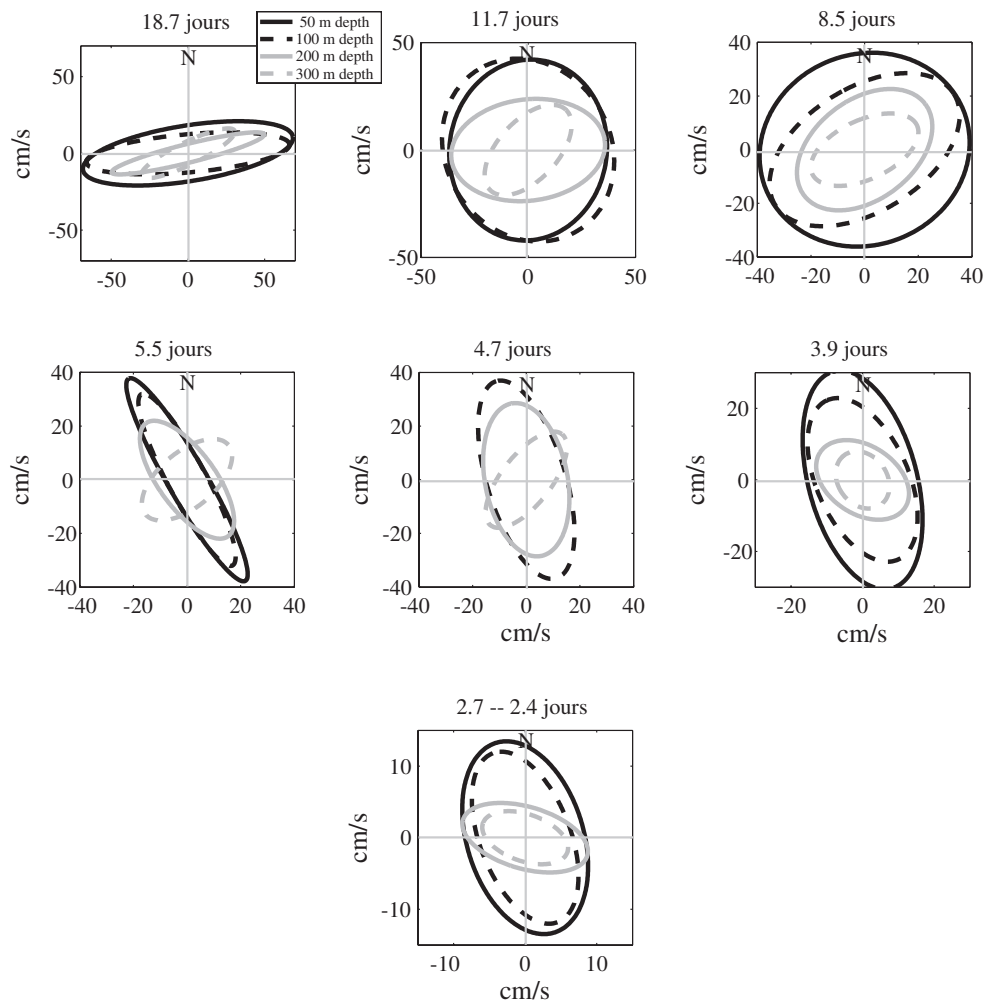 18.7 jours
50 m depth
100 m depth
200 m depth
300 m depth
N
50
0
-50
cm/s
-50 0 50
11.7 jours
N
50
0
-50
-50 0 50
8.5 jours
N
40
20
0
-20
-40
-40 -20 0 20 40
5.5 jours
N
40
20
0
-20
-40
cm/s
-40 -20 0 20 40
4.7 jours
N
40
20
0
-20
-40
cm/s
-40 -20 0 20 40
cm/s
3.9 jours
N
20
0
-20
cm/s
-20 0 20
cm/s
2.7 -- 2.4 jours
N
10
0
-10
cm/s
-10 0 10
cm/s